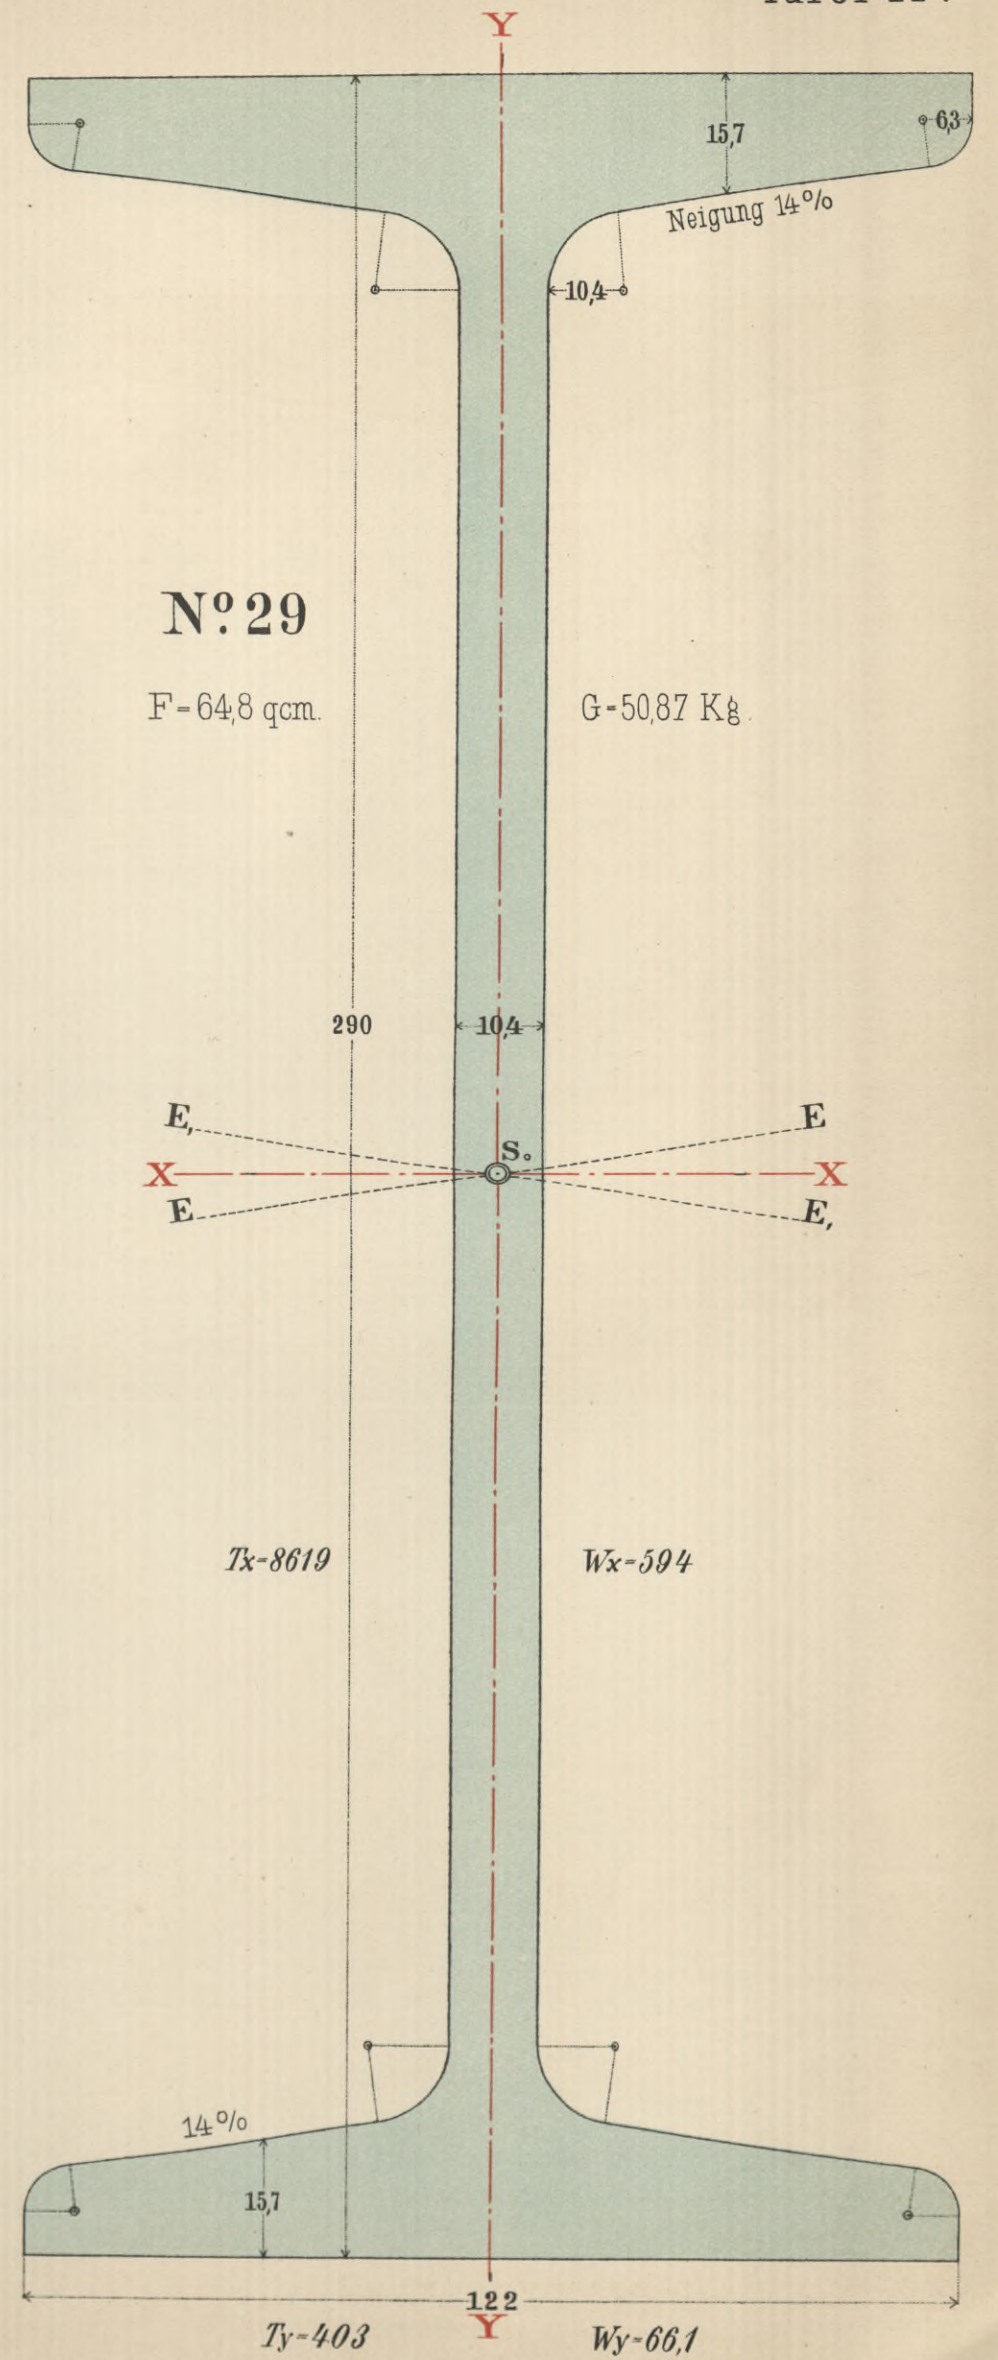 Y
15,7
6,3
Neigung 14%
10,4
Nº 29
F=64,8 qcm.
G=50,87 Kg.
290
10,4
E,
E
S.
X
X
E
E,
Tx=8619
Wx=594
14%
15,7
122
Y
Ty=403
Wy=66,1